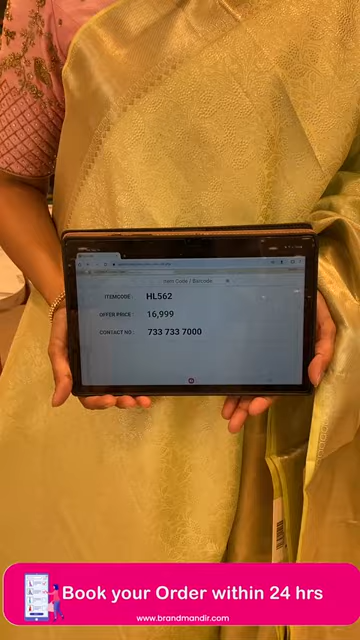 Item Code / Barcode
ITEMCODE : HL562
OFFER PRICE : 16,999
CONTACT NO : 733 733 7000
Book your Order within 24 hrs
www.brandmandir.com